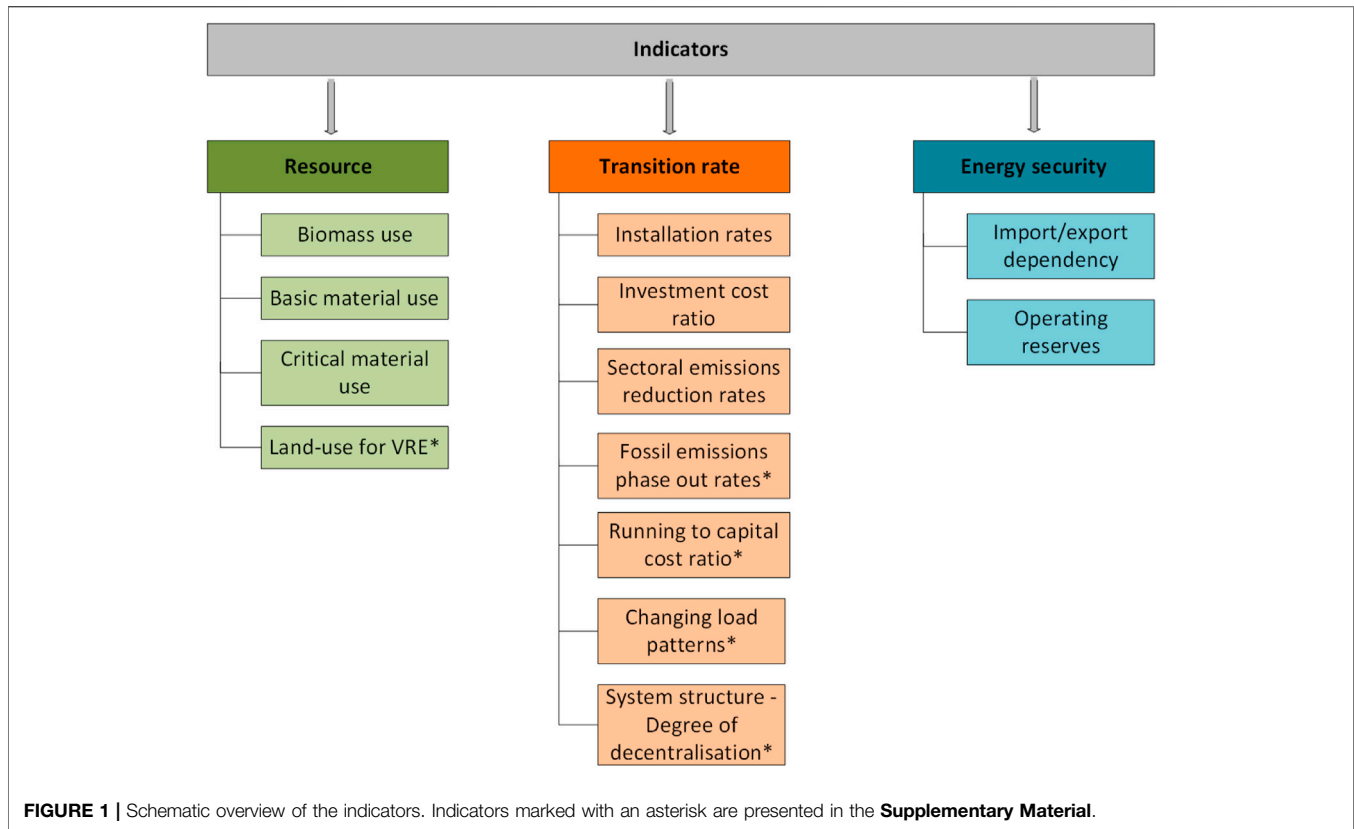 Indicators
Resource
Biomass use
Basic material use
Critical material
use
Land-use for VRE*
Transition rate
Installation rates
Investment cost
ratio
Sectoral emissions
reduction rates
Fossil emissions
phase out rates*
Running to capital
cost ratio*
Changing load
patterns*
System structure -
Degree of
decentralisation*
Energy security
Import/export
dependency
Operating
reserves
FIGURE 1 | Schematic overview of the indicators. Indicators marked with an asterisk are presented in the Supplementary Material.